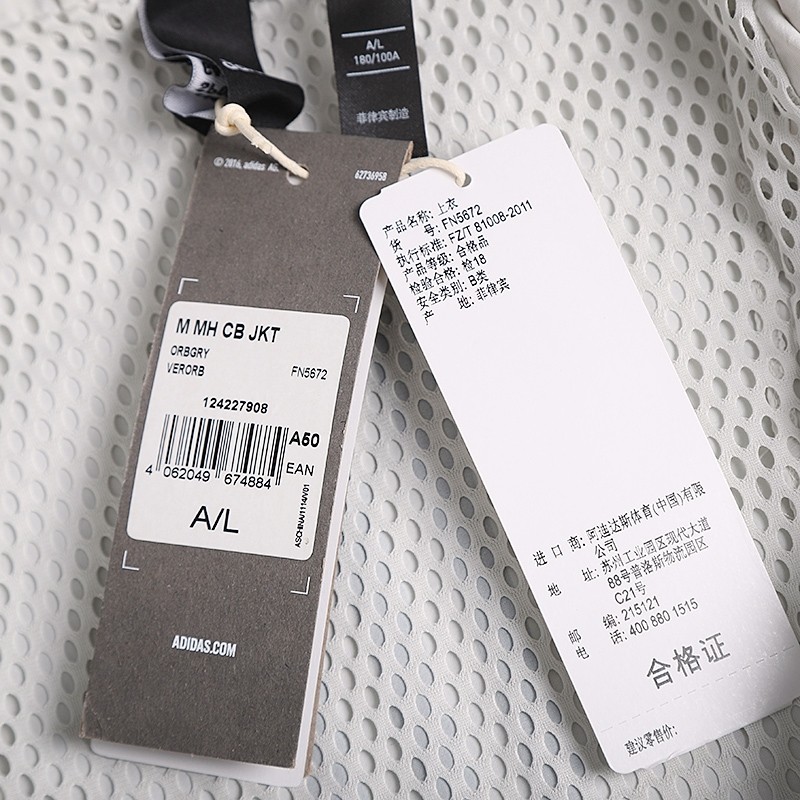 A/L
180/100A
菲律宾制造
© 2016, adidas AG.
62736958
M MH CB JKT
ORBGRY
VERORB FN5672
124227908
A50
4 062049 674884 EAN
A/L
ASCHINA/1114/V01
ADIDAS.COM
产品名称: 上衣
货 号: FN5672
执行标准: FZ/T 81008-2011
产品等级: 合格品
检验合格: 检18
安全类别: B类
产 地: 菲律宾
进 口 商: 阿迪达斯体育(中国)有限
公司
地 址: 苏州工业园区现代大道
88号普洛斯物流园区
C21号
邮 编: 215121
电 话: 400 880 1515
合格证
建议零售价: